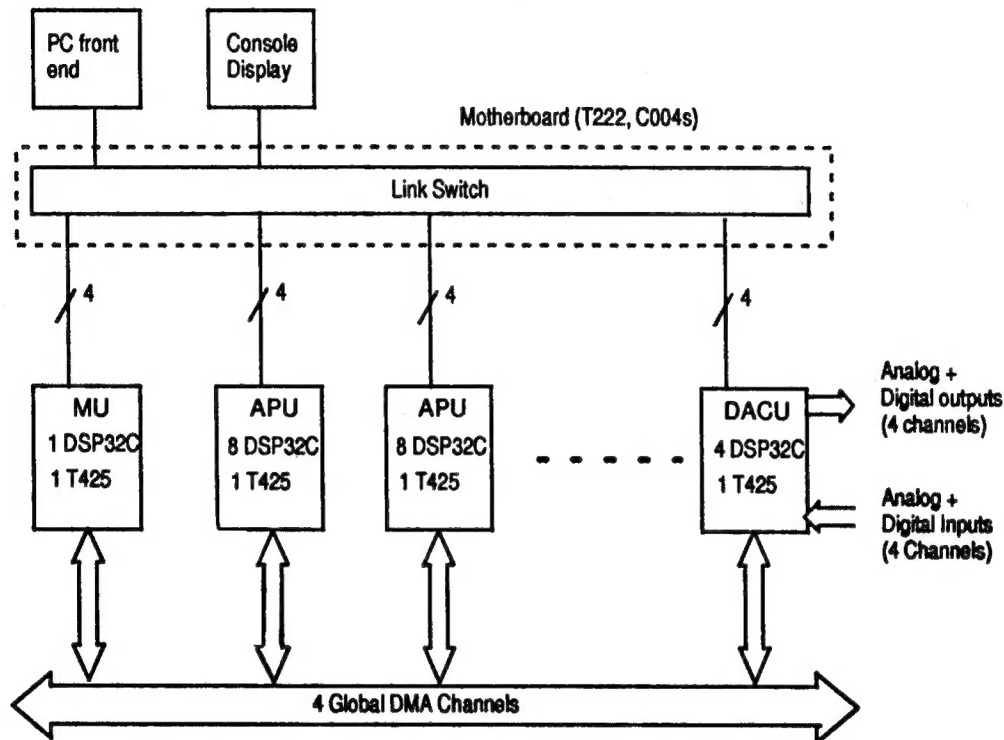 PC front
end
Console
Display
Motherboard (T222, C004s)
Link Switch
4
4
4
4
MU
1 DSP32C
1 T425
APU
8 DSP32C
1 T425
APU
8 DSP32C
1 T425
DACU
4 DSP32C
1 T425
Analog +
Digital outputs
(4 channels)
Analog +
Digital Inputs
(4 Channels)
4 Global DMA Channels